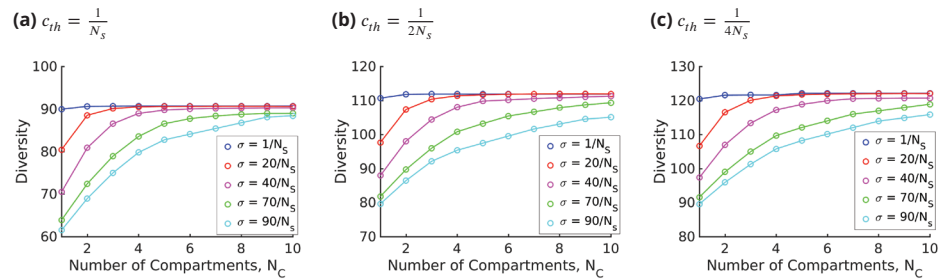 (a) c_th = 1/N_s
(b) c_th = 1/2N_s
(c) c_th = 1/4N_s
100
90
80
70
60
Diversity
2 4 6 8 10
Number of Compartments, N_C
σ = 1/N_S
σ = 20/N_S
σ = 40/N_S
σ = 70/N_S
σ = 90/N_S
120
110
100
90
80
70
Diversity
2 4 6 8 10
Number of Compartments, N_C
σ = 1/N_S
σ = 20/N_S
σ = 40/N_S
σ = 70/N_S
σ = 90/N_S
130
120
110
100
90
80
Diversity
2 4 6 8 10
Number of Compartments, N_C
σ = 1/N_S
σ = 20/N_S
σ = 40/N_S
σ = 70/N_S
σ = 90/N_S